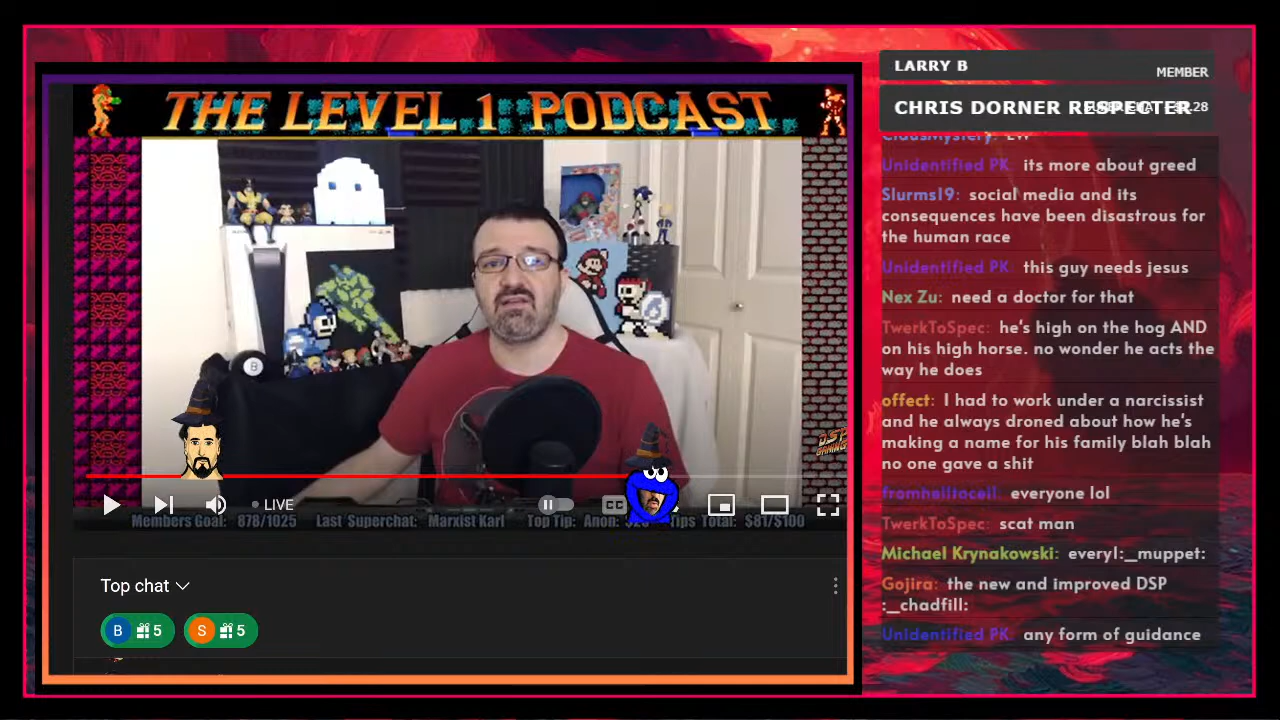 THE LEVEL 1 PODCAST
B
DSP
GAMING
LIVE
CC
Members Goal: 878/1025 Last Superchat: Marxist Karl Top Tip: Anon: Tips Total: $81/$100
Top chat
B 5 S 5
LARRY B
MEMBER
CHRIS DORNER RESPECTER
Unidentified PK: its more about greed
Slurms19: social media and its
consequences have been disastrous for
the human race
Unidentified PK: this guy needs jesus
Nex Zu: need a doctor for that
TwerkToSpec: he's high on the hog AND
on his high horse. no wonder he acts the
way he does
offect: I had to work under a narcissist
and he always droned about how he's
making a name for his family blah blah
no one gave a shit
everyone lol
TwerkToSpec: scat man
Michael Krynakowski: everyl:_muppet:
Gojira: the new and improved DSP
:_chadfill:
Unidentified PK: any form of guidance